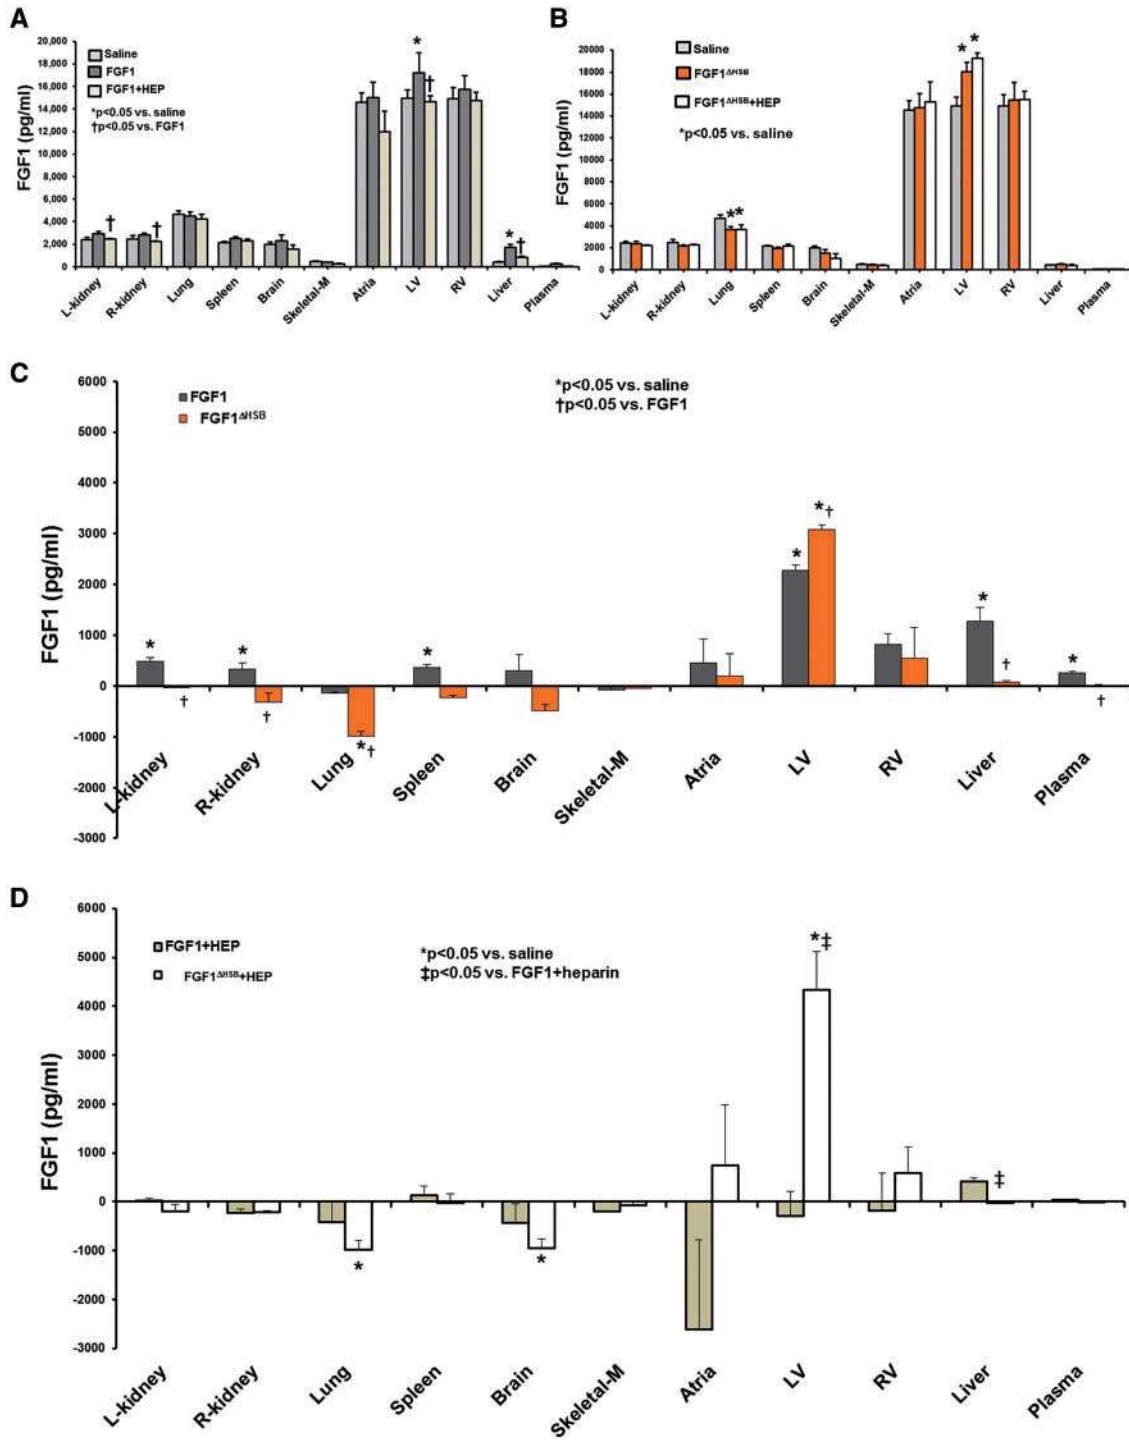 A
20,000
18,000
16,000
14,000
12,000
10,000
8,000
6,000
4,000
2,000
0
FGF1 (pg/ml)
Saline
FGF1
FGF1+HEP
*p<0.05 vs. saline
†p<0.05 vs. FGF1
†
†
*
†
*
†
L-kidney
R-kidney
Lung
Spleen
Brain
Skeletal-M
Atria
LV
RV
Liver
Plasma
B
20000
18000
16000
14000
12000
10000
8000
6000
4000
2000
0
FGF1 (pg/ml)
Saline
FGF1ΔHSB
FGF1ΔHSB+HEP
*p<0.05 vs. saline
**
* *
L-kidney
R-kidney
Lung
Spleen
Brain
Skeletal-M
Atria
LV
RV
Liver
Plasma
C
6000
5000
4000
3000
2000
1000
0
-1000
-2000
-3000
FGF1 (pg/ml)
FGF1
FGF1ΔHSB
*p<0.05 vs. saline
†p<0.05 vs. FGF1
*
†
*
†
*†
*
*
*†
*
†
*
†
L-kidney
R-kidney
Lung
Spleen
Brain
Skeletal-M
Atria
LV
RV
Liver
Plasma
D
6000
5000
4000
3000
2000
1000
0
-1000
-2000
-3000
FGF1 (pg/ml)
FGF1+HEP
FGF1ΔHSB+HEP
*p<0.05 vs. saline
‡p<0.05 vs. FGF1+heparin
*
*
*‡
‡
L-kidney
R-kidney
Lung
Spleen
Brain
Skeletal-M
Atria
LV
RV
Liver
Plasma